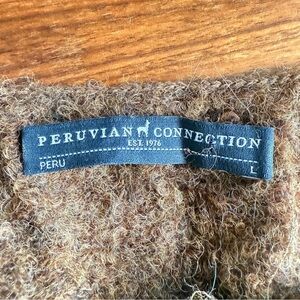 PERUVIAN CONNECTION
EST. 1976
PERU L